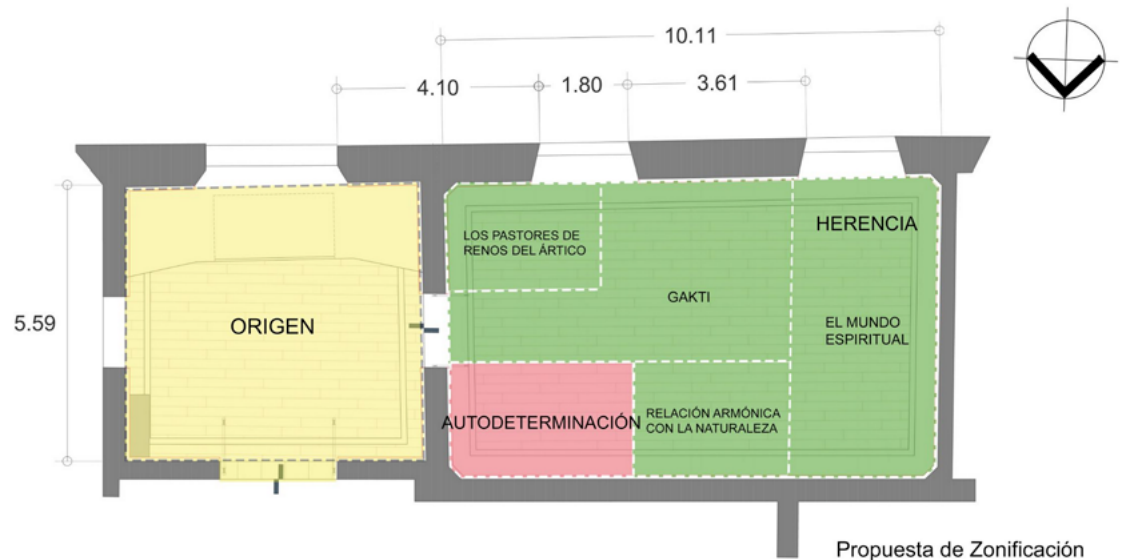 10.11
4.10
1.80
3.61
5.59
ORIGEN
LOS PASTORES DE
RENOS DEL ÁRTICO
HERENCIA
GAKTI
EL MUNDO
ESPIRITUAL
AUTODETERMINACIÓN
RELACIÓN ARMÓNICA
CON LA NATURALEZA
Propuesta de Zonificación